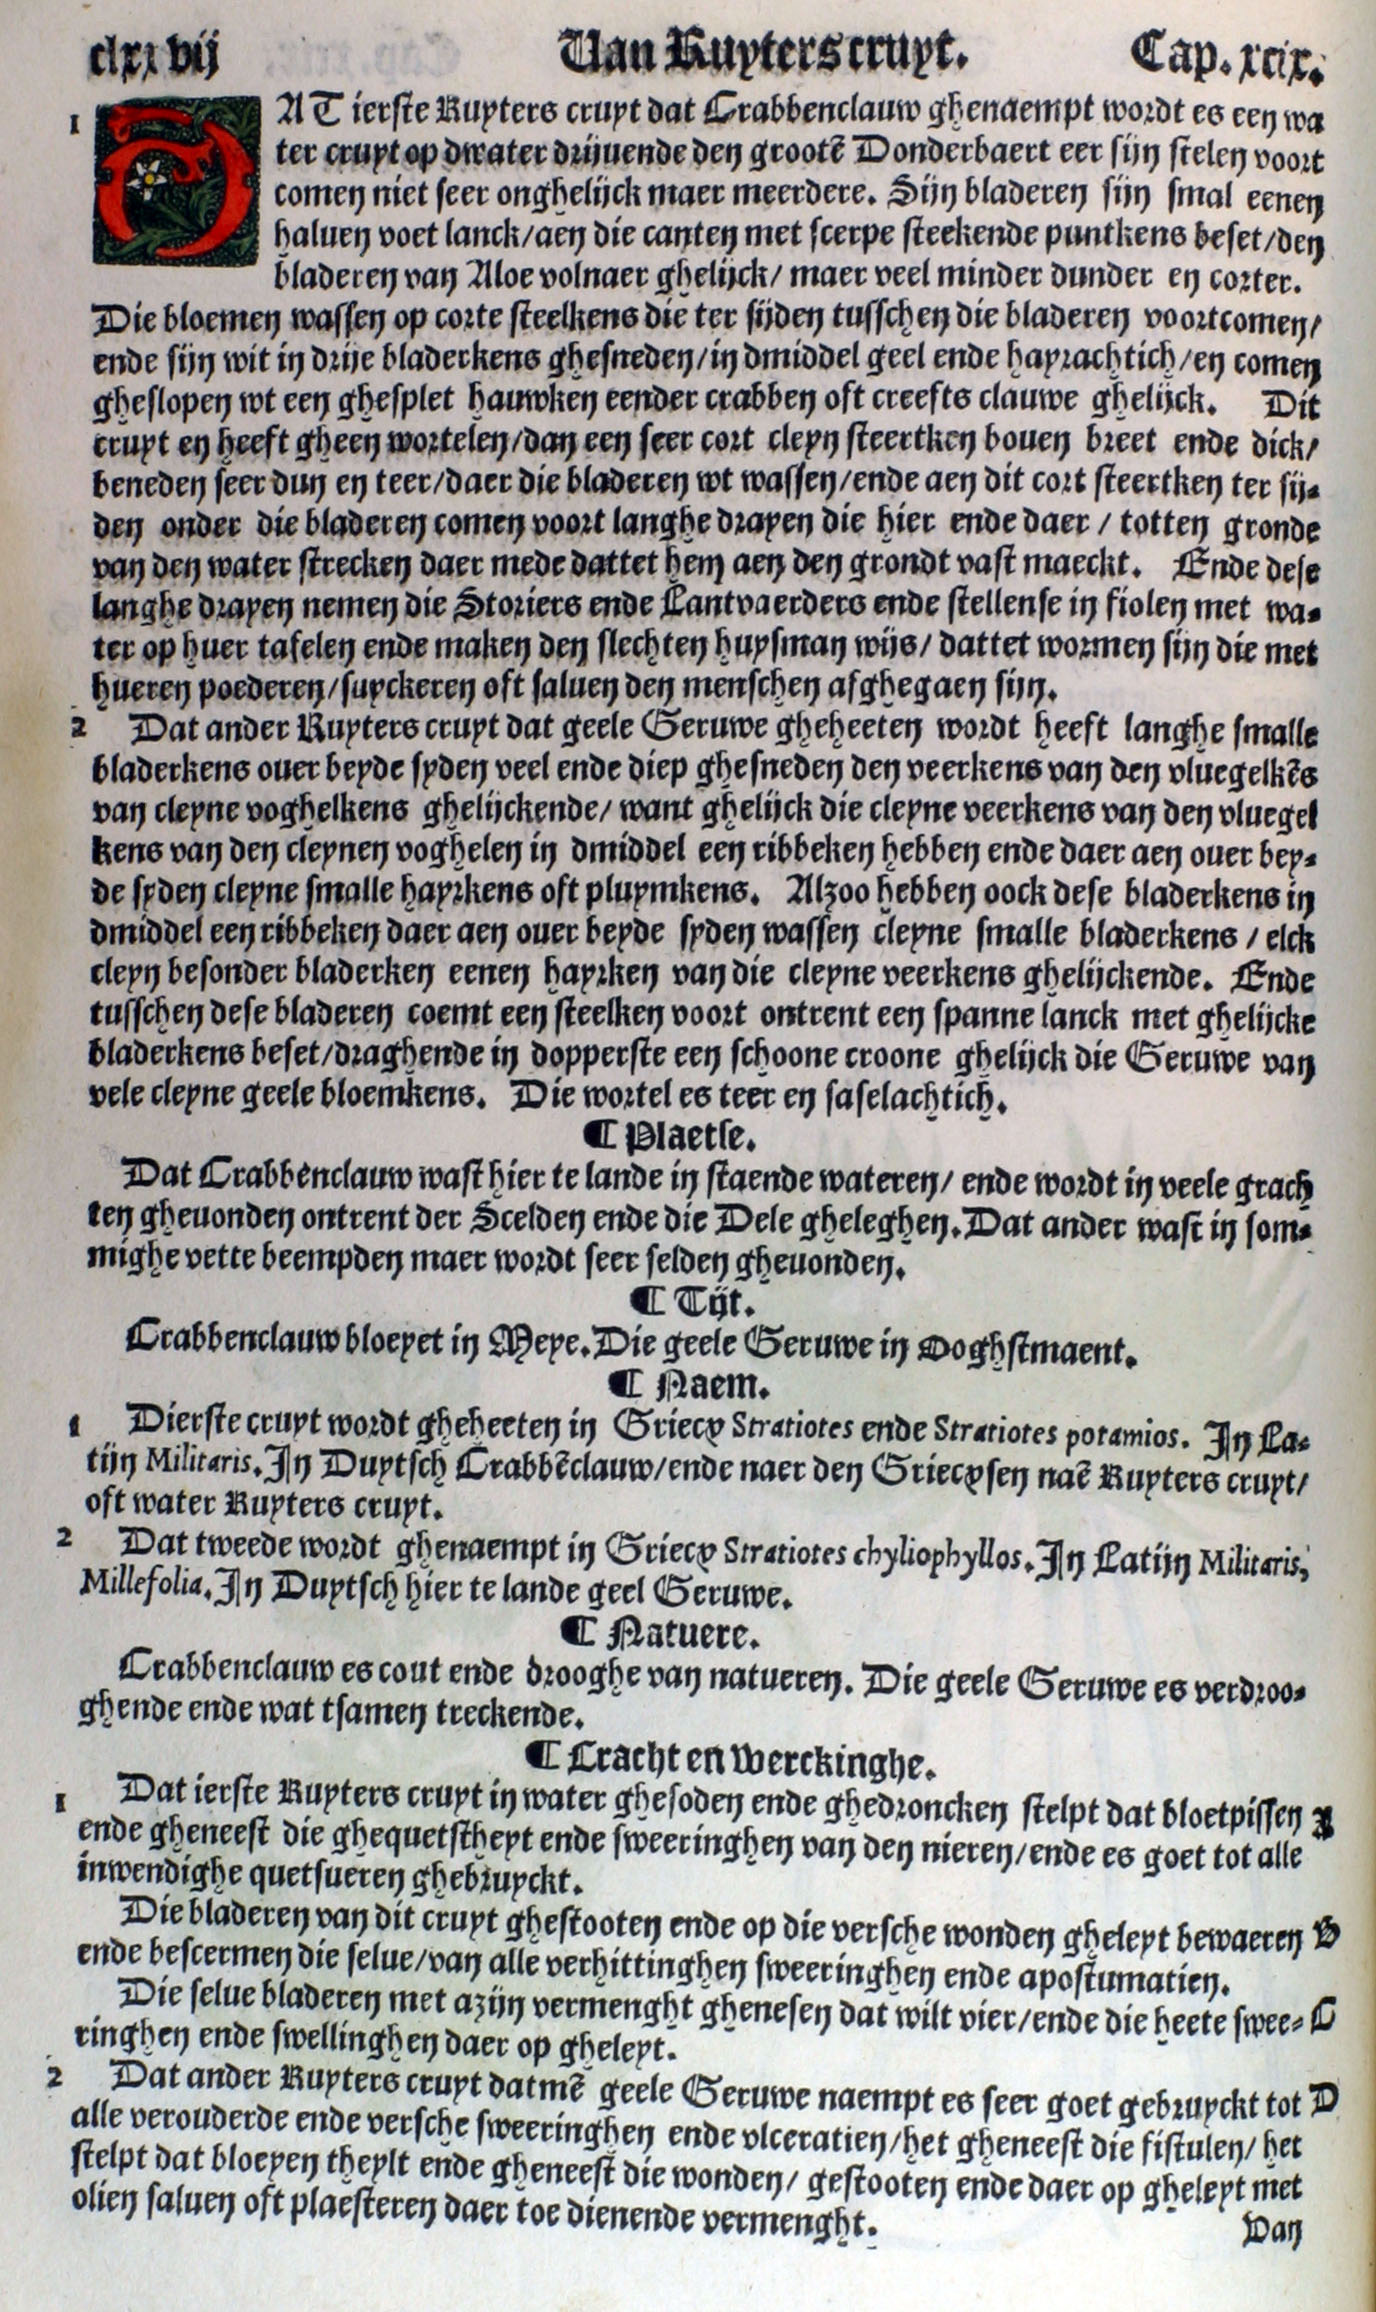 clxxvij Van Ruyters cruyt. Cap. xcix.
1 DAT ierste Ruyters cruyt dat Crabbenclauw ghenaempt wordt es een wa
ter cruyt op dwater drijuende den grootē Donderbaert eer sijn stelen voort
comen niet seer onghelijck maer meerdere. Sijn bladeren sijn smal eenen
haluen voet lanck/aen die canten met scerpe steekende puntkens beset/den
bladeren van Aloe volnaer ghelijck/ maer veel minder dunder en corter.
Die bloemen wassen op corte steelkens die ter sijden tusschen die bladeren voortcomen/
ende sijn wit in drije bladerkens ghesneden/in dmiddel geel ende hayrachtich/en comen
gheslopen wt een ghesplet hauwken eender crabben oft creefts clauwe ghelijck. Dit
cruyt en heeft gheen wortelen/dan een seer cort cleyn steertken bouen breet ende dick/
beneden seer dun en teer/daer die bladeren wt wassen/ende aen dit cort steertken ter sij-
den onder die bladeren comen voort langhe drayen die hier ende daer / totten gronde
van den water strecken daer mede dattet hem aen den grondt vast maeckt. Ende dese
langhe drayen nemen die Storiers ende Lantvaerders ende stellense in fiolen met wa-
ter op huer tafelen ende maken den slechten huysman wijs/ dattet wormen sijn die met
hueren poederen/suyckeren oft saluen den menschen afghegaen sijn.
2 Dat ander Ruyters cruyt dat geele Geruwe gheheeten wordt heeft langhe smalle
bladerkens ouer beyde syden veel ende diep ghesneden den veerkens van den vluegelkēs
van cleyne voghelkens ghelijckende/ want ghelijck die cleyne veerkens van den vluegel
kens van den cleynen voghelen in dmiddel een ribbeken hebben ende daer aen ouer bey-
de syden cleyne smalle hayrkens oft pluymkens. Alzoo hebben oock dese bladerkens in
dmiddel een ribbeken daer aen ouer beyde syden wassen cleyne smalle bladerkens / elck
cleyn besonder bladerken eenen hayrken van die cleyne veerkens ghelijckende. Ende
tusschen dese bladeren coemt een steelken voort ontrent een spanne lanck met ghelijcke
bladerkens beset/draghende in dopperste een schoone croone ghelijck die Geruwe van
vele cleyne geele bloemkens. Die wortel es teer en faselachtich.
¶ Plaetse.
Dat Crabbenclauw wast hier te lande in staende wateren/ ende wordt in veele grach
ten gheuonden ontrent der Scelden ende die Dele gheleghen. Dat ander wast in som-
mighe vette beempden maer wordt seer selden gheuonden.
¶ Tijt.
Crabbenclauw bloeyet in Meye. Die geele Geruwe in Ooghstmaent.
¶ Naem.
1 Dierste cruyt wordt gheheeten in Griecx Stratiotes ende Stratiotes potamios. In La-
tijn Militaris. In Duytsch Crabbēclauw/ende naer den Griecxsen naē Ruyters cruyt/
oft water Ruyters cruyt.
2 Dat tweede wordt ghenaempt in Griecx Stratiotes chyliophyllos. In Latijn Militaris,
Millefolia. In Duytsch hier te lande geel Geruwe.
¶ Natuere.
Crabbenclauw es cout ende drooghe van natueren. Die geele Geruwe es verdroo-
ghende ende wat tsamen treckende.
¶ Cracht en Werckinghe.
1 Dat ierste Ruyters cruyt in water ghesoden ende ghedroncken stelpt dat bloetpissen A
ende gheneest die ghequetstheyt ende sweeringhen van den nieren/ende es goet tot alle
inwendighe quetsueren ghebruyckt.
Die bladeren van dit cruyt ghestooten ende op die versche wonden gheleyt bewaeren B
ende bescermen die selue/van alle verhittinghen sweeringhen ende apostumatien.
Die selue bladeren met azijn vermenght ghenesen dat wilt vier/ende die heete swee- C
ringhen ende swellinghen daer op gheleyt.
2 Dat ander Ruyters cruyt datmē geele Geruwe naempt es seer goet gebruyckt tot D
alle verouderde ende versche sweeringhen ende vlceratien/het gheneest die fistulen/ het
stelpt dat bloeyen theylt ende gheneest die wonden/ gestooten ende daer op gheleyt met
olien saluen oft plaesteren daer toe dienende vermenght.
Van